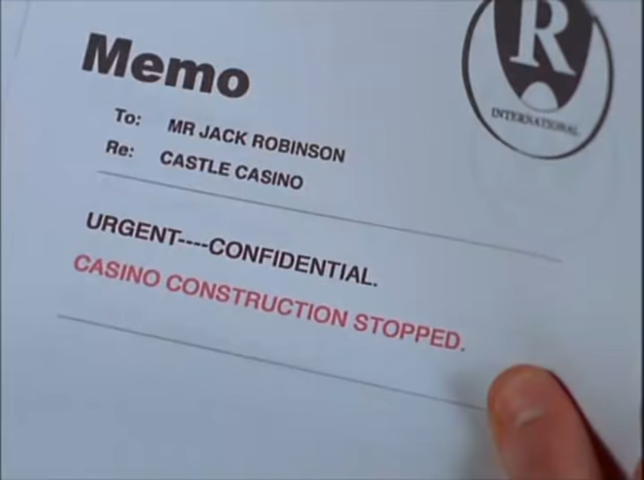 R
INTERNATIONAL
Memo
To: MR JACK ROBINSON
Re: CASTLE CASINO
URGENT----CONFIDENTIAL.
CASINO CONSTRUCTION STOPPED.